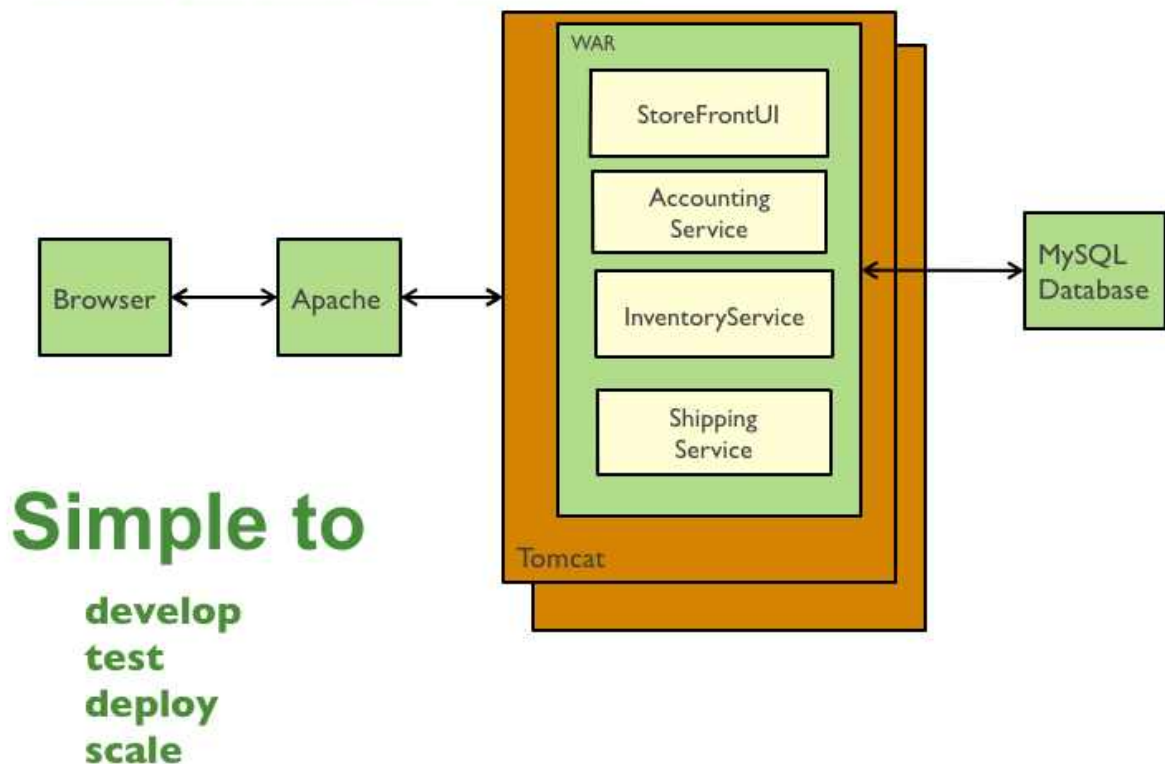 WAR
StoreFrontUI
Accounting
Service
InventoryService
Shipping
Service
Browser
Apache
MySQL
Database
Tomcat
Simple to
develop
test
deploy
scale